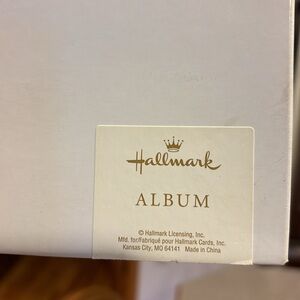 Hallmark
ALBUM
© Hallmark Licensing, Inc.
Mfd. for/Fabriqué pour Hallmark Cards, Inc.
Kansas City, MO 64141 Made in China